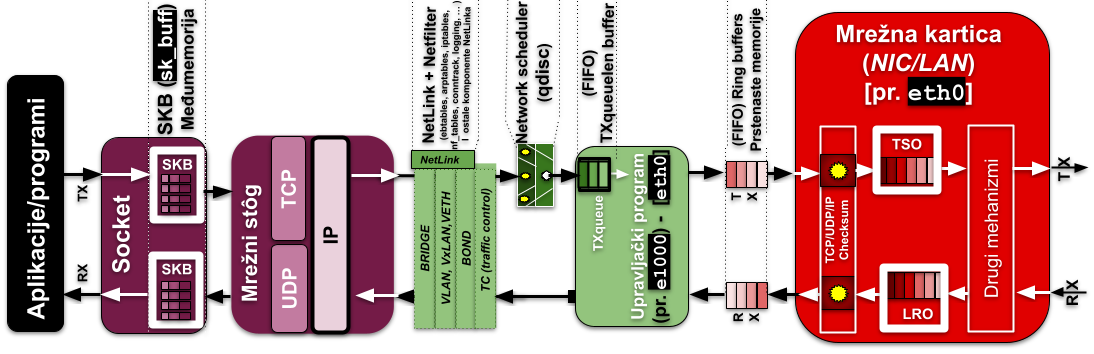 Aplikacije/programi
TX
RX
Socket
SKB (sk_buff)
Međumemorija
SKB
SKB
Mrežni stôg
TCP
UDP
IP
NetLink + Netfilter
(ebtables, arptables, iptables,
nf_tables, conntrack, logging, ...)
I ostale komponente NetLinka
NetLink
BRIDGE
VLAN, VxLAN,VETH
BOND
TC (traffic control)
Network scheduler
(qdisc)
(FIFO)
TXqueuelen buffer
TXqueue
Upravljački program
(pr. e1000) - [eth0]
(FIFO) Ring buffers
Prstenaste memorije
T X
R X
Mrežna kartica
(NIC/LAN)
[pr. eth0]
TCP/UDP/IP
Checksum
TSO
LRO
Drugi mehanizmi
TX
RX